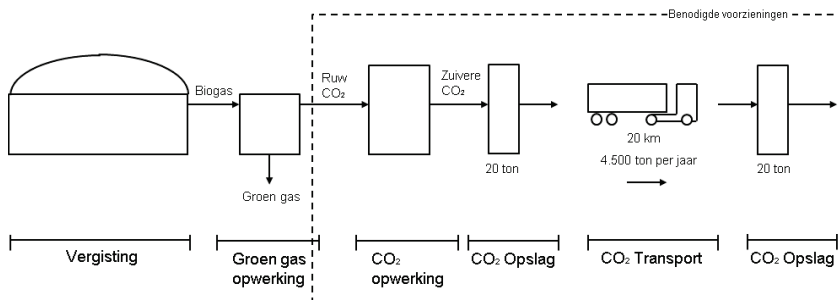 Benodigde voorzieningen
Biogas
Ruw
CO₂
Zuivere
CO₂
Groen gas
20 ton
20 km
4.500 ton per jaar
20 ton
Vergisting
Groen gas
opwerking
CO₂
opwerking
CO₂ Opslag
CO₂ Transport
CO₂ Opslag